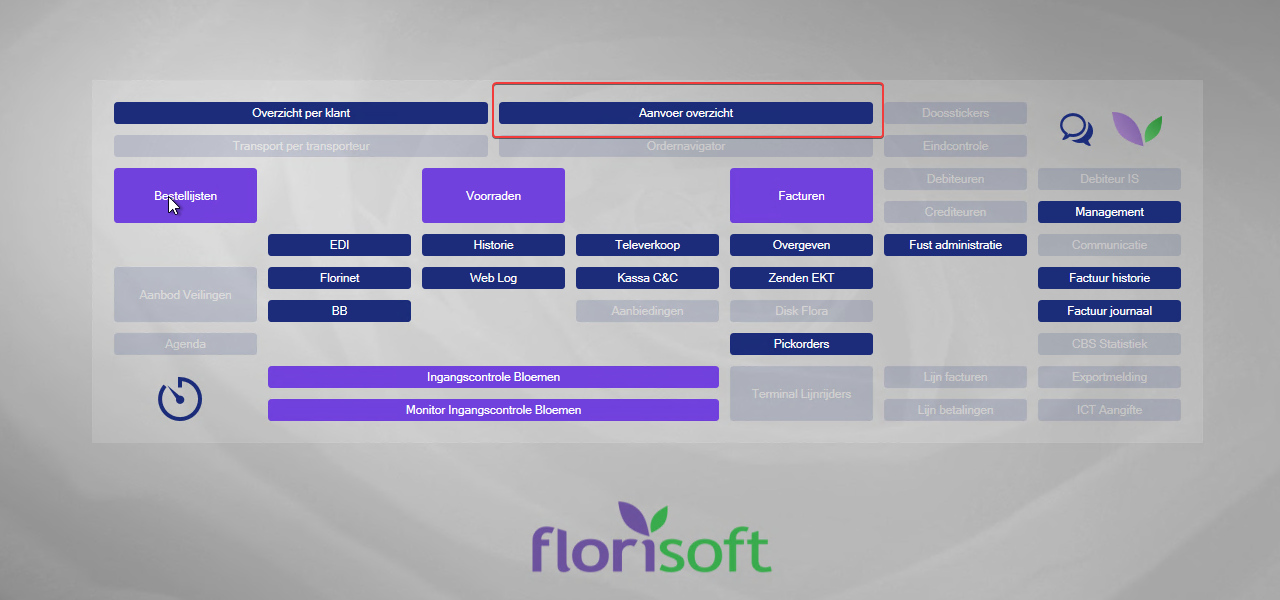 Overzicht per klant
Aanvoer overzicht
Doosstickers
Transport per transporteur
Ordernavigator
Eindcontrole
Bestellijsten
Voorraden
Facturen
Debiteuren
Debiteur IS
Crediteuren
Management
EDI
Historie
Televerkoop
Overgeven
Fust administratie
Communicatie
Aanbod Veilingen
Florinet
Web Log
Kassa C&C
Zenden EKT
Factuur historie
BB
Aanbiedingen
Disk Flora
Factuur journaal
Agenda
Pickorders
CBS Statistiek
Ingangscontrole Bloemen
Terminal Lijnrijders
Lijn facturen
Exportmelding
Monitor Ingangscontrole Bloemen
Lijn betalingen
ICT Aangifte
florisoft